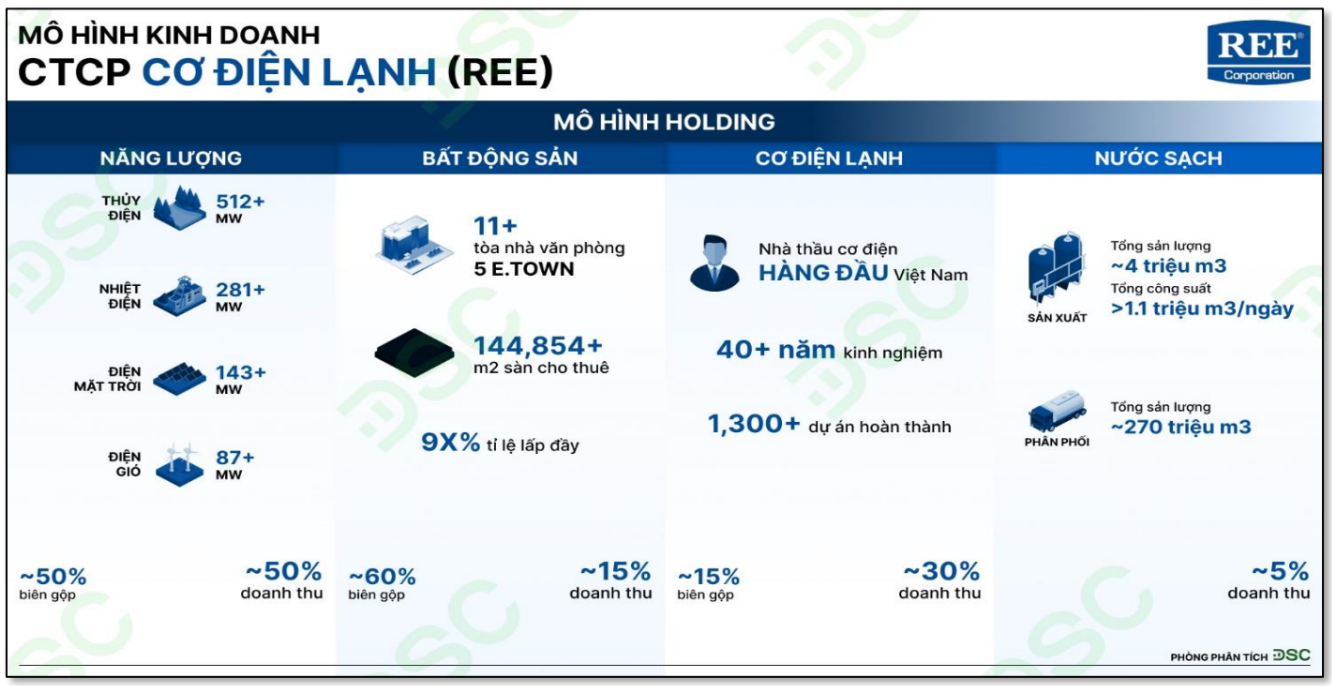 MÔ HÌNH KINH DOANH
CTCP CƠ ĐIỆN LẠNH (REE)
REE
Corporation
MÔ HÌNH HOLDING
NĂNG LƯỢNG
THỦY
ĐIỆN
512+
MW
NHIỆT
ĐIỆN
281+
MW
ĐIỆN
MẶT TRỜI
143+
MW
ĐIỆN
GIÓ
87+
MW
~50%
biên gộp
~50%
doanh thu
BẤT ĐỘNG SẢN
11+
tòa nhà văn phòng
5 E.TOWN
144,854+
m2 sàn cho thuê
9X% tỉ lệ lấp đầy
~60%
biên gộp
~15%
doanh thu
CƠ ĐIỆN LẠNH
Nhà thầu cơ điện
HÀNG ĐẦU Việt Nam
40+ năm kinh nghiệm
1,300+ dự án hoàn thành
~15%
biên gộp
~30%
doanh thu
NƯỚC SẠCH
SẢN XUẤT
Tổng sản lượng
~4 triệu m3
Tổng công suất
>1.1 triệu m3/ngày
PHÂN PHỐI
Tổng sản lượng
~270 triệu m3
~5%
doanh thu
PHÒNG PHÂN TÍCH DSC